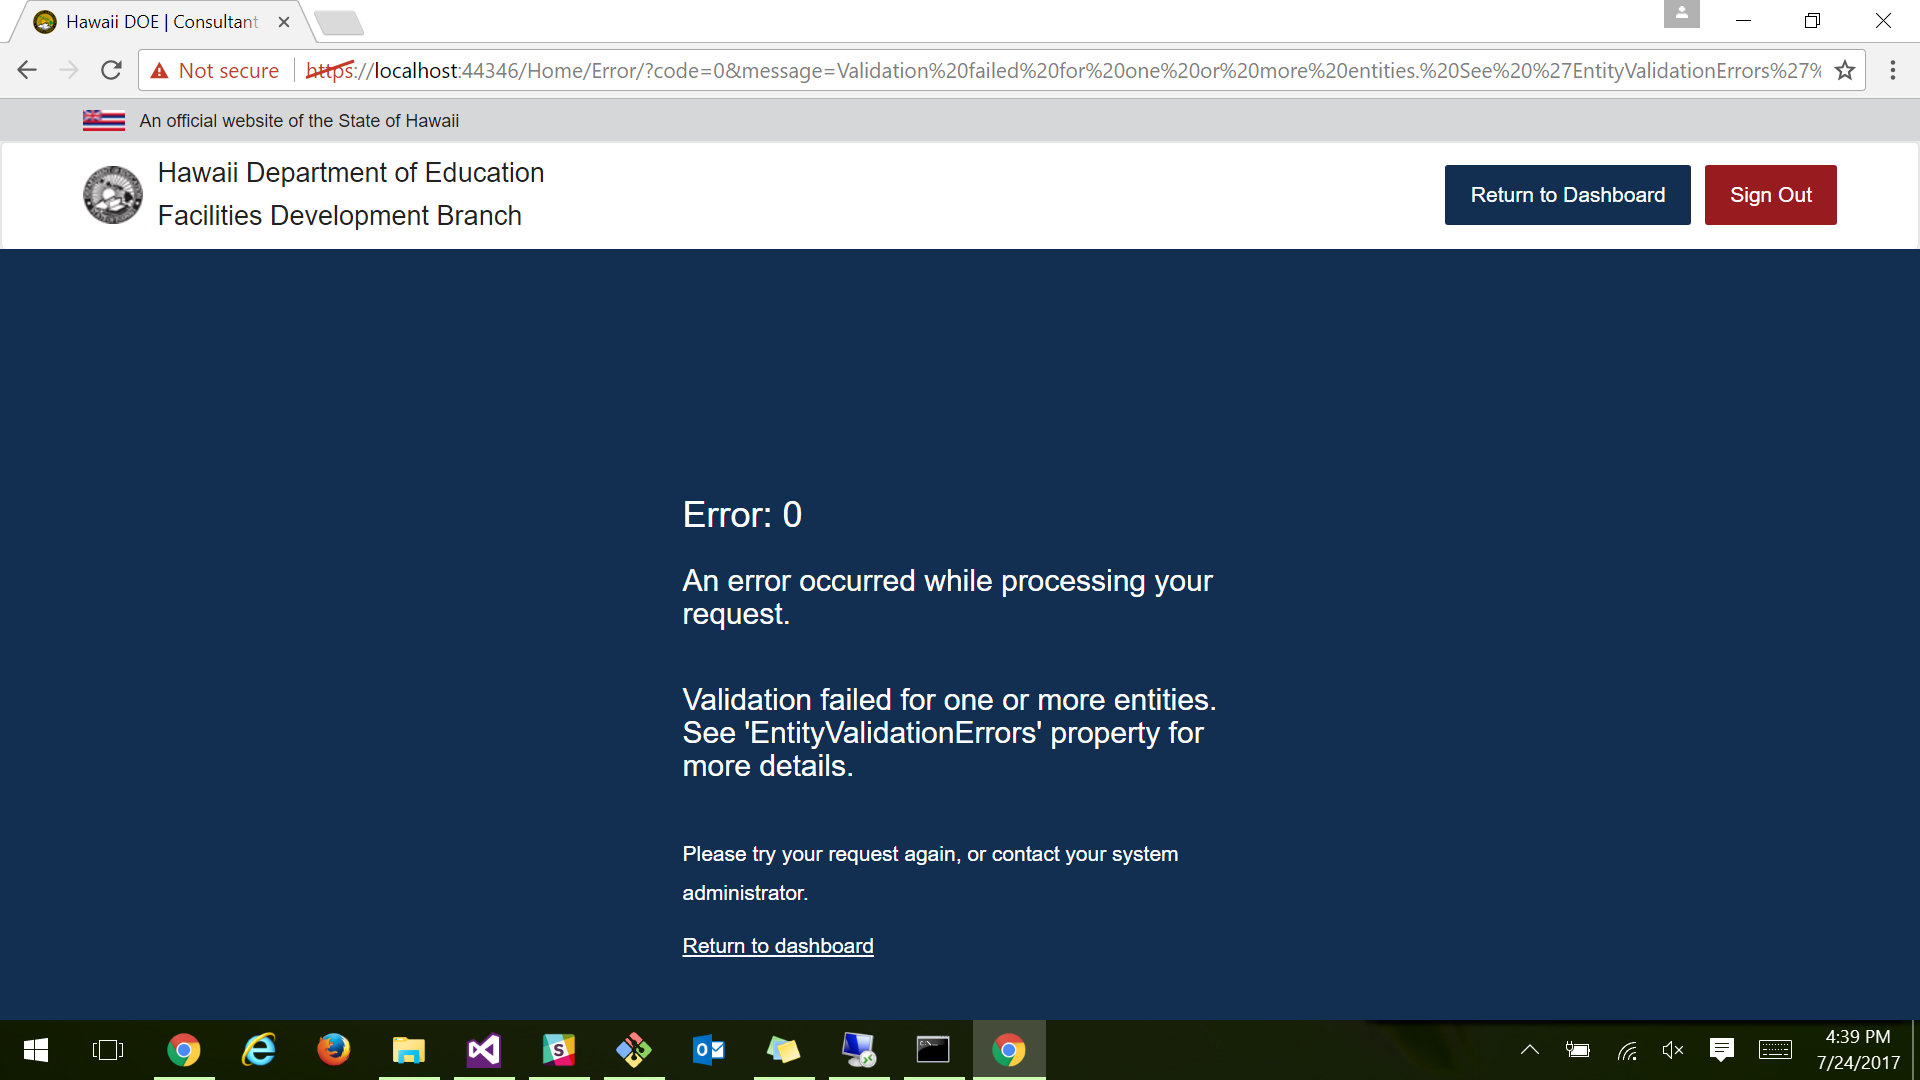 Hawaii DOE | Consultant
Not secure https://localhost:44346/Home/Error/?code=0&message=Validation%20failed%20for%20one%20or%20more%20entities.%20See%20%27EntityValidationErrors%27%
An official website of the State of Hawaii
Hawaii Department of Education
Facilities Development Branch
Return to Dashboard
Sign Out
Error: 0
An error occurred while processing your
request.
Validation failed for one or more entities.
See 'EntityValidationErrors' property for
more details.
Please try your request again, or contact your system
administrator.
Return to dashboard
4:39 PM
7/24/2017